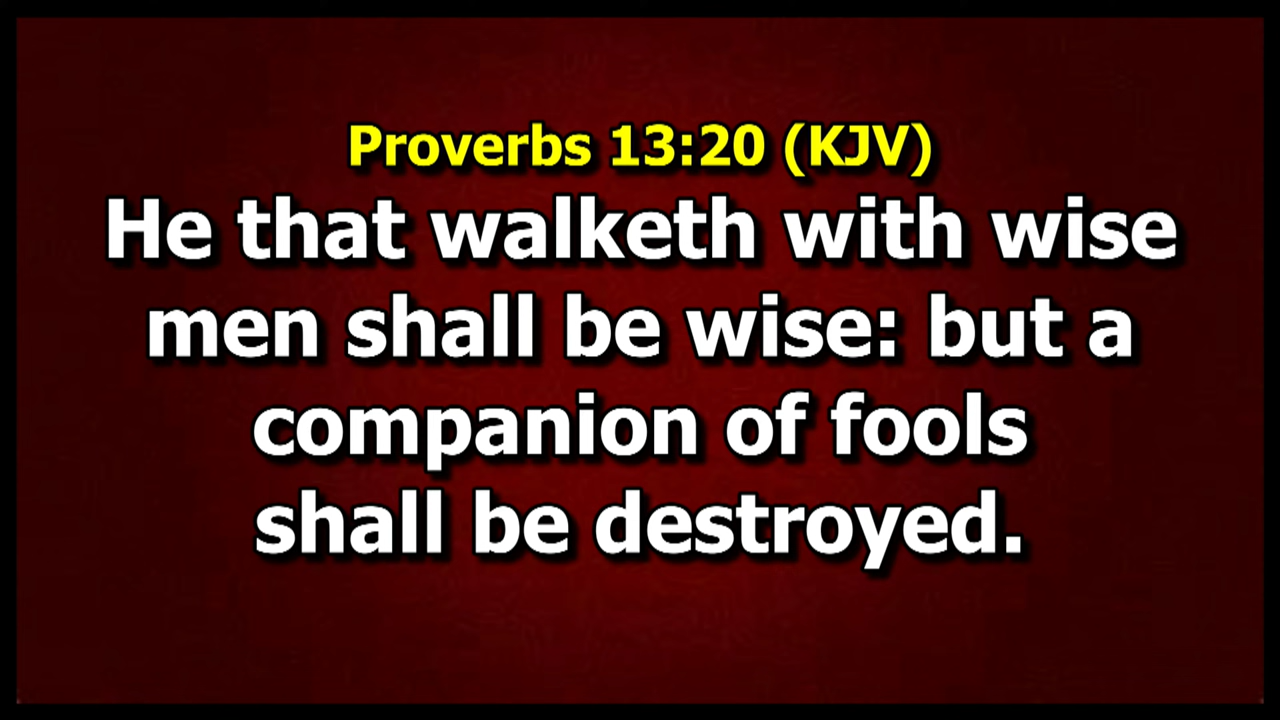 Proverbs 13:20 (KJV)
He that walketh with wise
men shall be wise: but a
companion of fools
shall be destroyed.